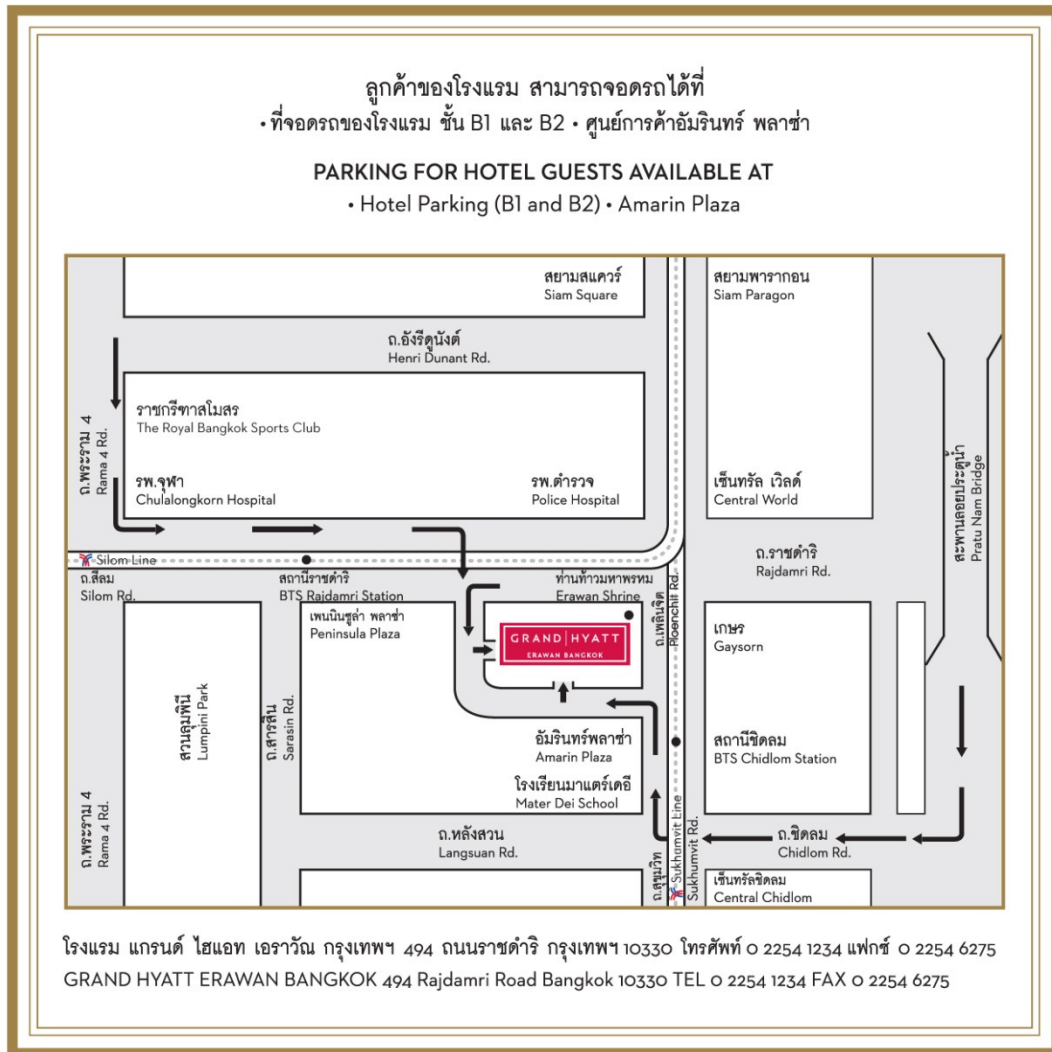 ลูกค้าของโรงแรม สามารถจอดรถได้ที่
• ที่จอดรถของโรงแรม ชั้น B1 และ B2 • ศูนย์การค้าอัมรินทร์ พลาซ่า
PARKING FOR HOTEL GUESTS AVAILABLE AT
• Hotel Parking (B1 and B2) • Amarin Plaza
สยามสแควร์
Siam Square
สยามพารากอน
Siam Paragon
ถ.อังรีดูนังต์
Henri Dunant Rd.
ถ.พระราม 4
Rama 4 Rd.
ราชกรีฑาสโมสร
The Royal Bangkok Sports Club
รพ.จุฬา
Chulalongkorn Hospital
รพ.ตำรวจ
Police Hospital
เซ็นทรัล เวิลด์
Central World
สะพานลอยประตูน้ำ
Pratu Nam Bridge
Silom Line
ถ.สีลม
Silom Rd.
สถานีราชดำริ
BTS Rajdamri Station
ท่านท้าวมหาพรหม
Erawan Shrine
ถ.เพลินจิต
Ploenchit Rd.
ถ.ราชดำริ
Rajdamri Rd.
เพนนินซูล่า พลาซ่า
Peninsula Plaza
GRAND HYATT
ERAWAN BANGKOK
เกษร
Gaysorn
สวนลุมพินี
Lumpini Park
ถ.สารสิน
Sarasin Rd.
อัมรินทร์พลาซ่า
Amarin Plaza
สถานีชิดลม
BTS Chidlom Station
โรงเรียนมาแตร์เดอี
Mater Dei School
ถ.พระราม 4
Rama 4 Rd.
ถ.หลังสวน
Langsuan Rd.
ถ.สุขุมวิท
Sukhamvit Line
Sukhumvit Rd.
ถ.ชิดลม
Chidlom Rd.
เซ็นทรัลชิดลม
Central Chidlom
โรงแรม แกรนด์ ไฮแอท เอราวัณ กรุงเทพฯ 494 ถนนราชดำริ กรุงเทพฯ 10330 โทรศัพท์ 0 2254 1234 แฟกซ์ 0 2254 6275
GRAND HYATT ERAWAN BANGKOK 494 Rajdamri Road Bangkok 10330 TEL 0 2254 1234 FAX 0 2254 6275